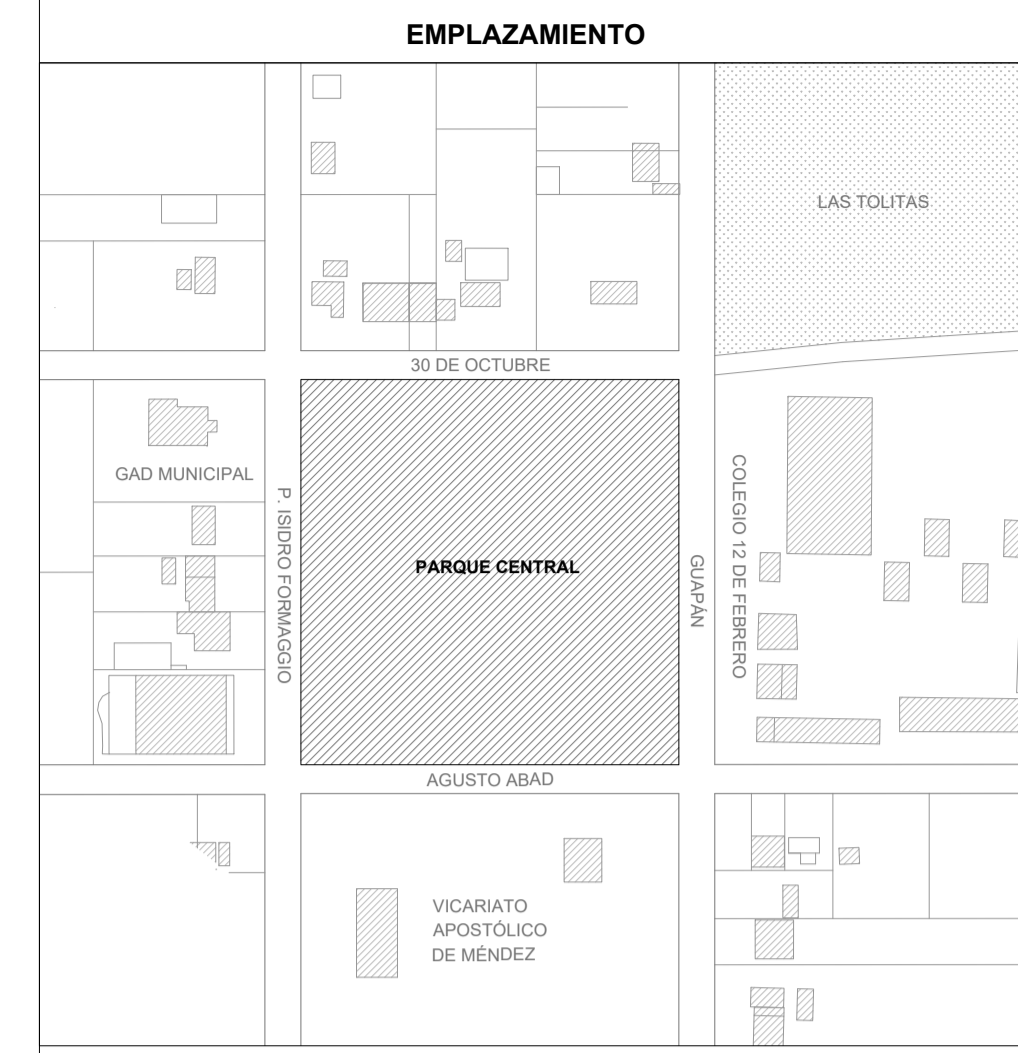 EMPLAZAMIENTO
LAS TOLITAS
30 DE OCTUBRE
GAD MUNICIPAL
P. ISIDRO FORMAGGIO
PARQUE CENTRAL
GUAPÁN
COLEGIO 12 DE FEBRERO
AGUSTO ABAD
VICARIATO
APOSTÓLICO
DE MÉNDEZ